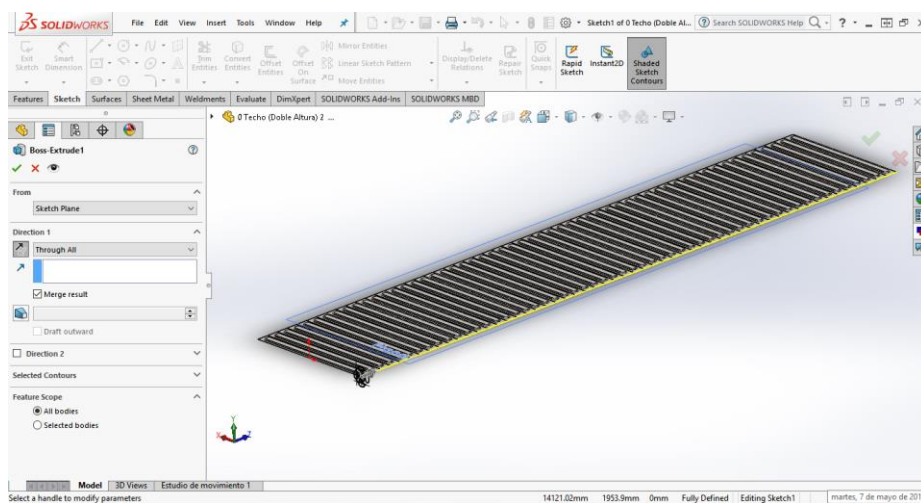 SOLIDWORKS File Edit View Insert Tools Window Help Sketch1 of 0 Techo (Doble Al... Search SOLIDWORKS Help
Exit Sketch Smart Dimension Trim Entities Convert Entities Offset Entities Offset On Surface Mirror Entities Linear Sketch Pattern Move Entities Display/Delete Relations Repair Sketch Quick Snaps Rapid Sketch Instant2D Shaded Sketch Contours
Features Sketch Surfaces Sheet Metal Weldments Evaluate DimXpert SOLIDWORKS Add-Ins SOLIDWORKS MBD
0 Techo (Doble Altura) 2 ...
Boss-Extrude1
From
Sketch Plane
Direction 1
Through All
Merge result
Draft outward
Direction 2
Selected Contours
Feature Scope
All bodies
Selected bodies
Y
X Z
Model 3D Views Estudio de movimiento 1
Select a handle to modify parameters 14121.02mm 1953.9mm 0mm Fully Defined Editing Sketch1 martes, 7 de mayo de 201